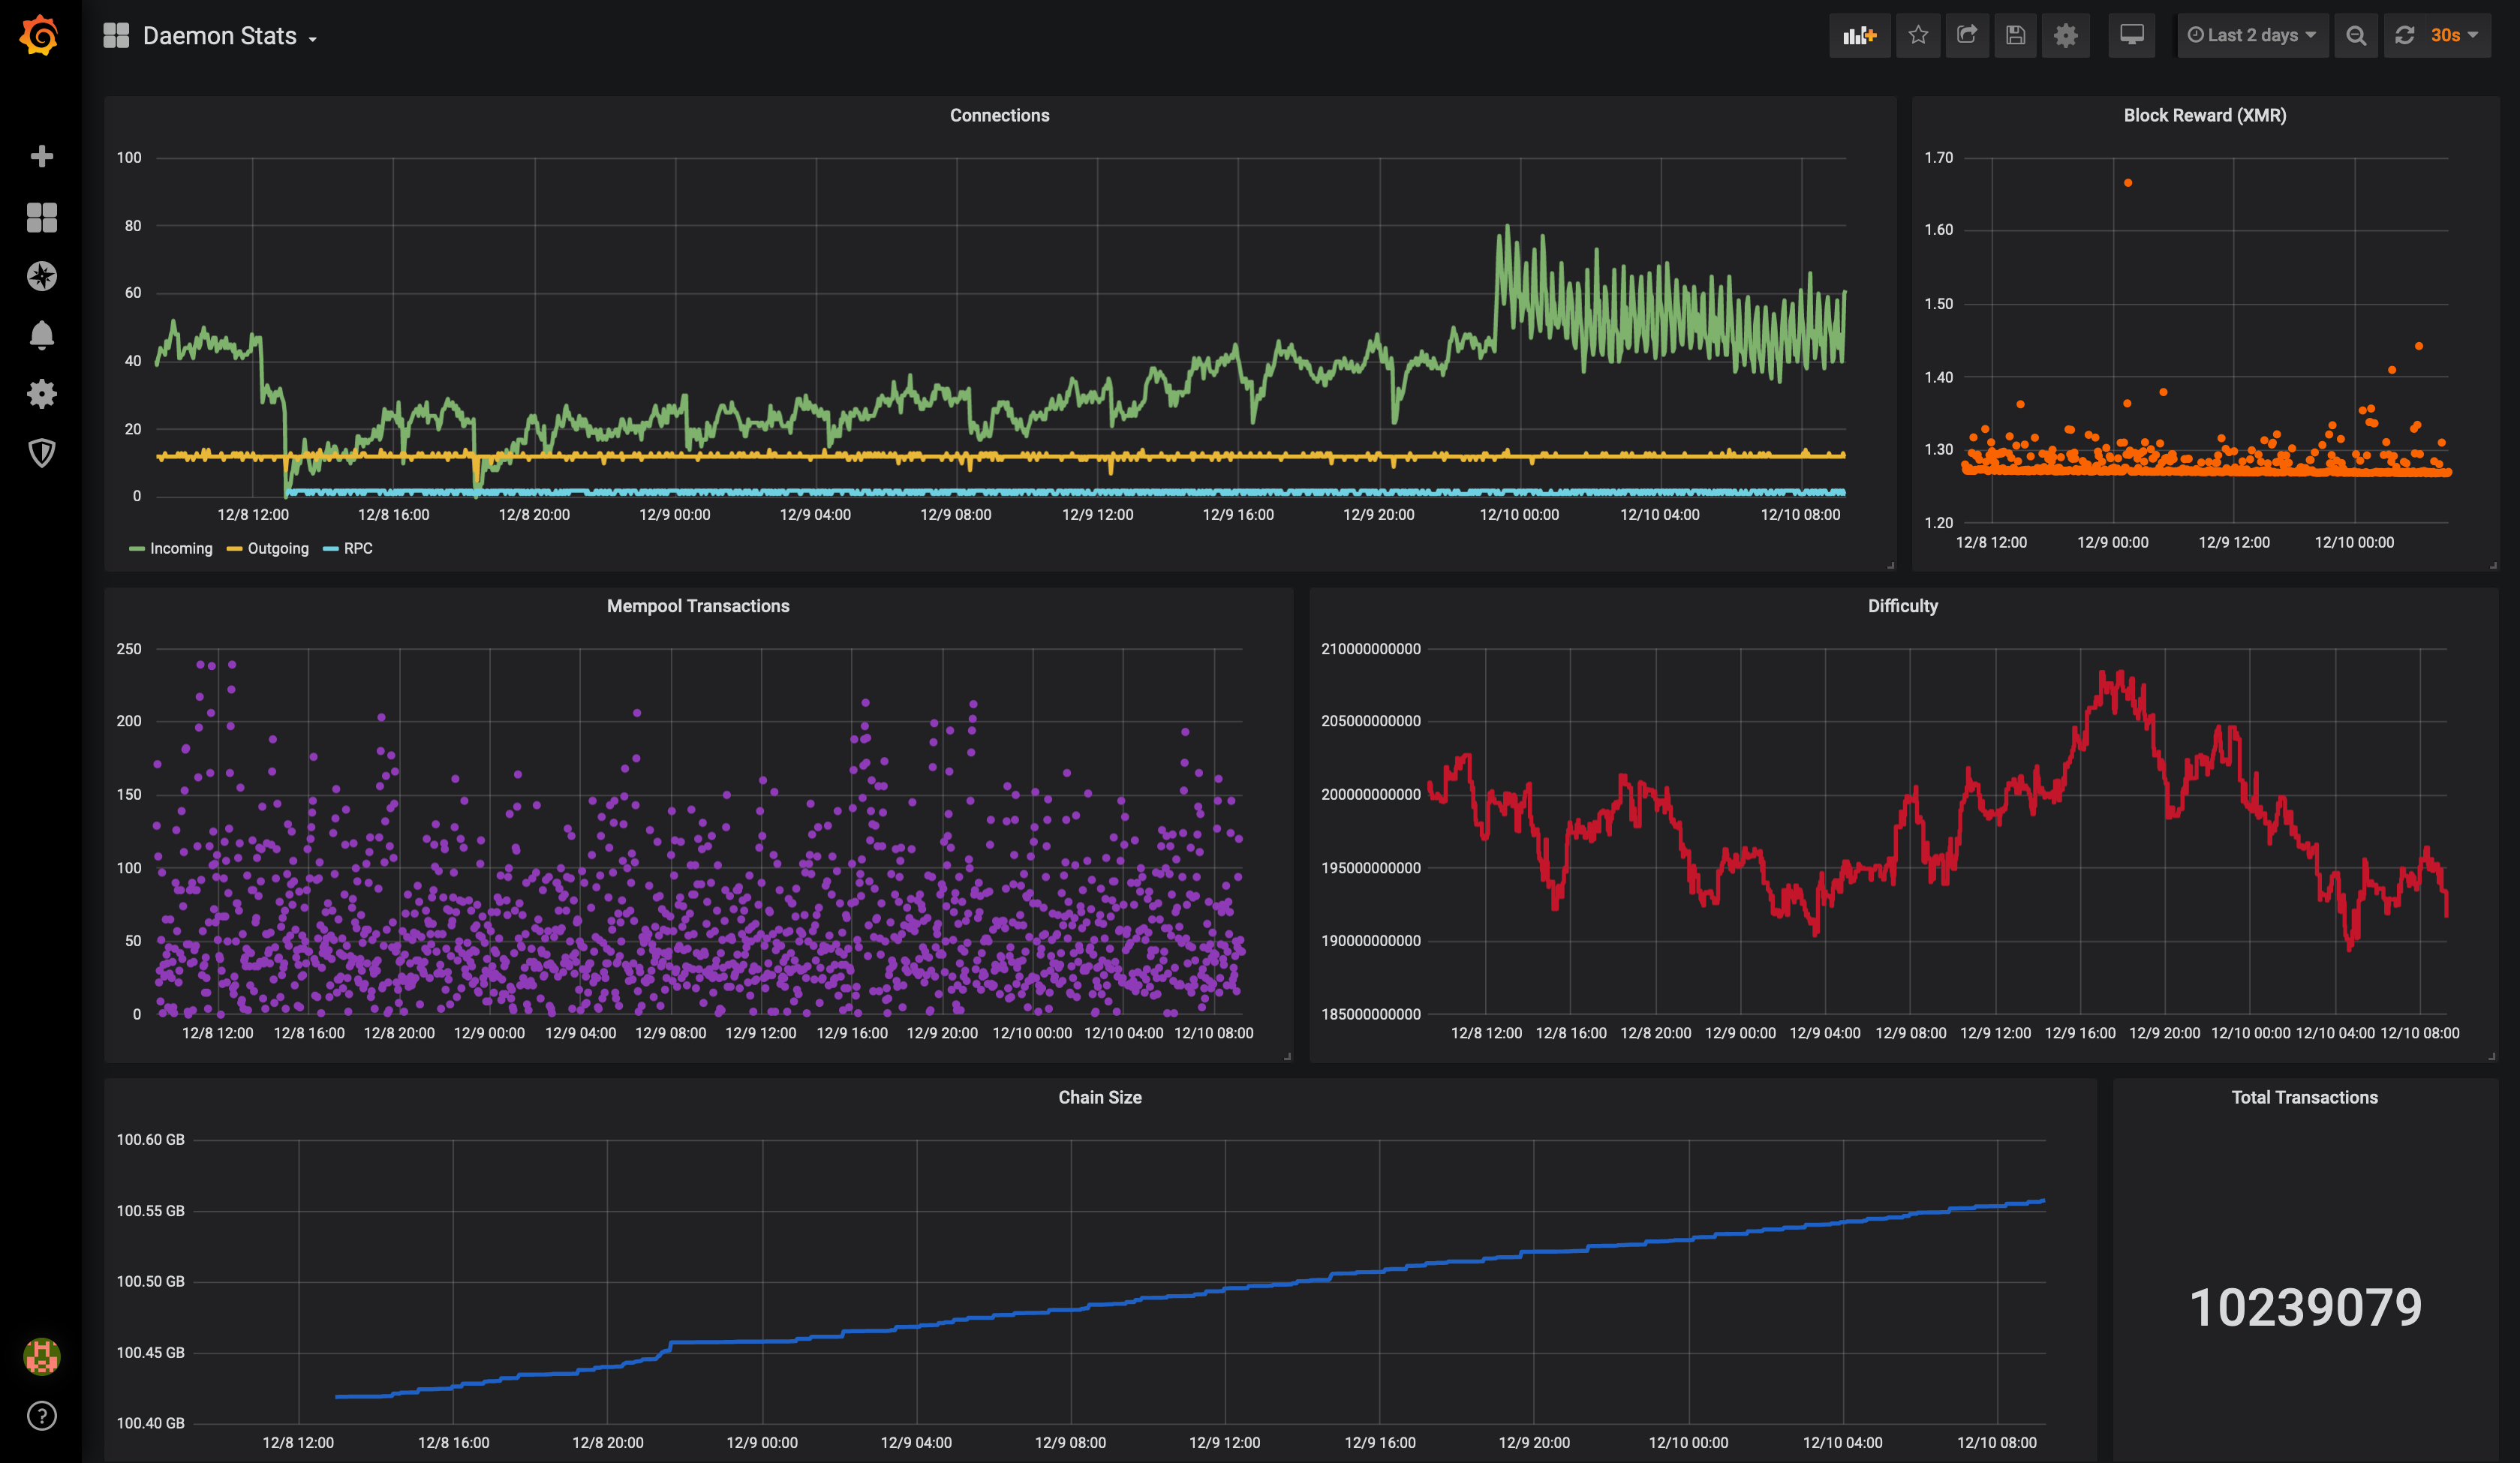 Daemon Stats
Last 2 days
30s
Connections
100
80
60
40
20
0
12/8 12:00 12/8 16:00 12/8 20:00 12/9 00:00 12/9 04:00 12/9 08:00 12/9 12:00 12/9 16:00 12/9 20:00 12/10 00:00 12/10 04:00 12/10 08:00
Incoming Outgoing RPC
Block Reward (XMR)
1.70
1.60
1.50
1.40
1.30
1.20
12/8 12:00 12/9 00:00 12/9 12:00 12/10 00:00
Mempool Transactions
250
200
150
100
50
0
12/8 12:00 12/8 16:00 12/8 20:00 12/9 00:00 12/9 04:00 12/9 08:00 12/9 12:00 12/9 16:00 12/9 20:00 12/10 00:00 12/10 04:00 12/10 08:00
Difficulty
210000000000
205000000000
200000000000
195000000000
190000000000
185000000000
12/8 12:00 12/8 16:00 12/8 20:00 12/9 00:00 12/9 04:00 12/9 08:00 12/9 12:00 12/9 16:00 12/9 20:00 12/10 00:00 12/10 04:00 12/10 08:00
Chain Size
100.60 GB
100.55 GB
100.50 GB
100.45 GB
100.40 GB
12/8 12:00 12/8 16:00 12/8 20:00 12/9 00:00 12/9 04:00 12/9 08:00 12/9 12:00 12/9 16:00 12/9 20:00 12/10 00:00 12/10 04:00 12/10 08:00
Total Transactions
10239079